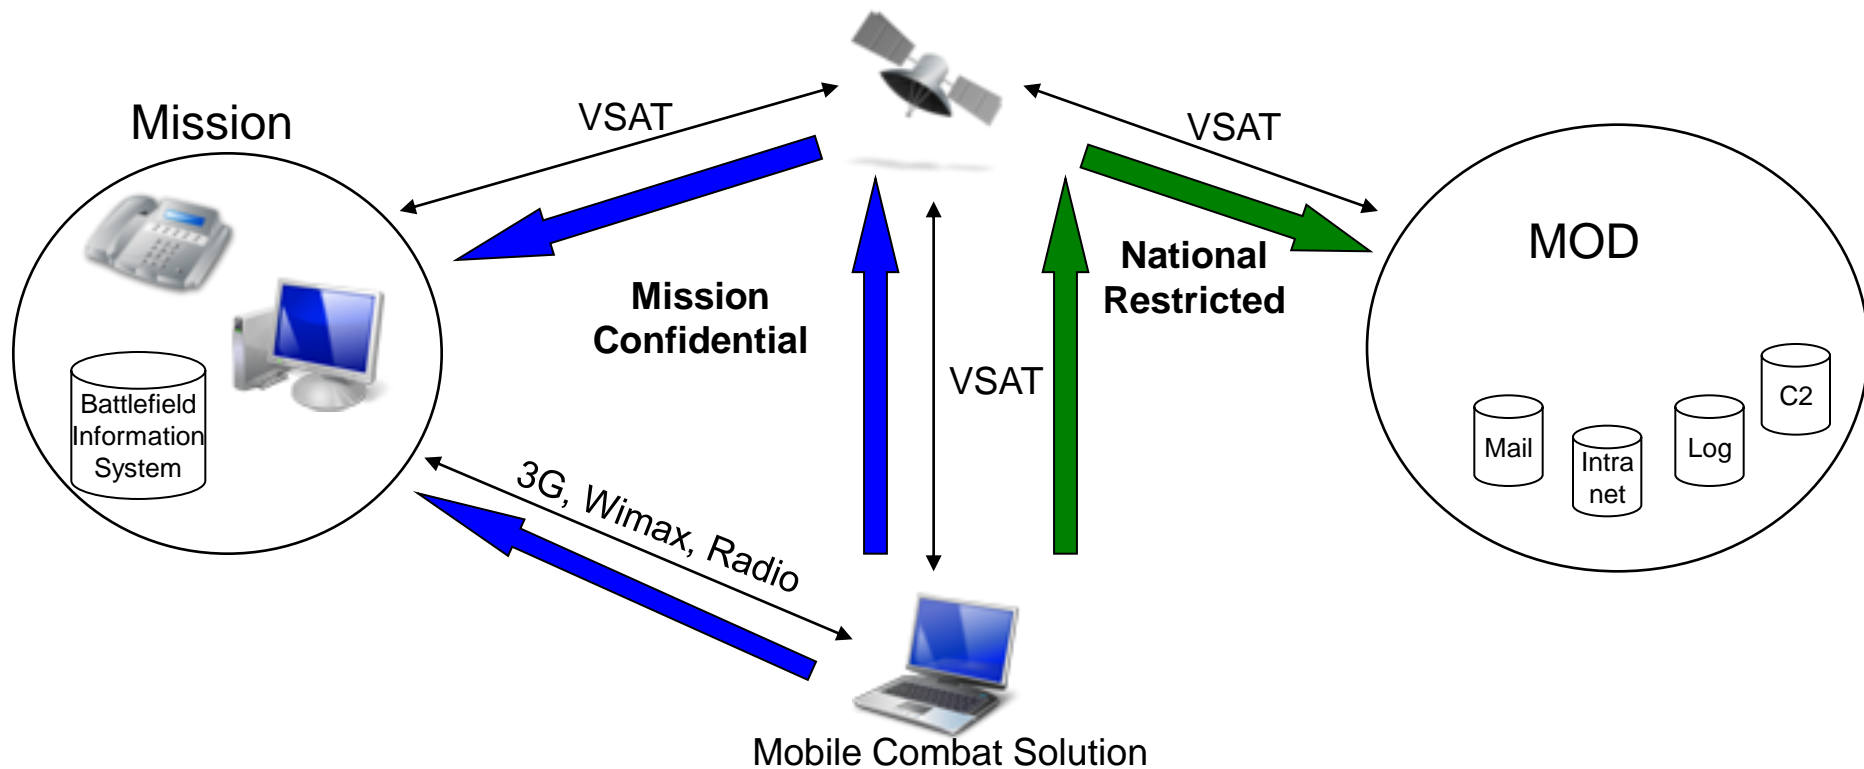 Mission
VSAT
VSAT
MOD
National
Restricted
Mission
Confidential
VSAT
Battlefield
Information
System
C2
Mail
Intra
net
Log
3G, Wimax, Radio
Mobile Combat Solution